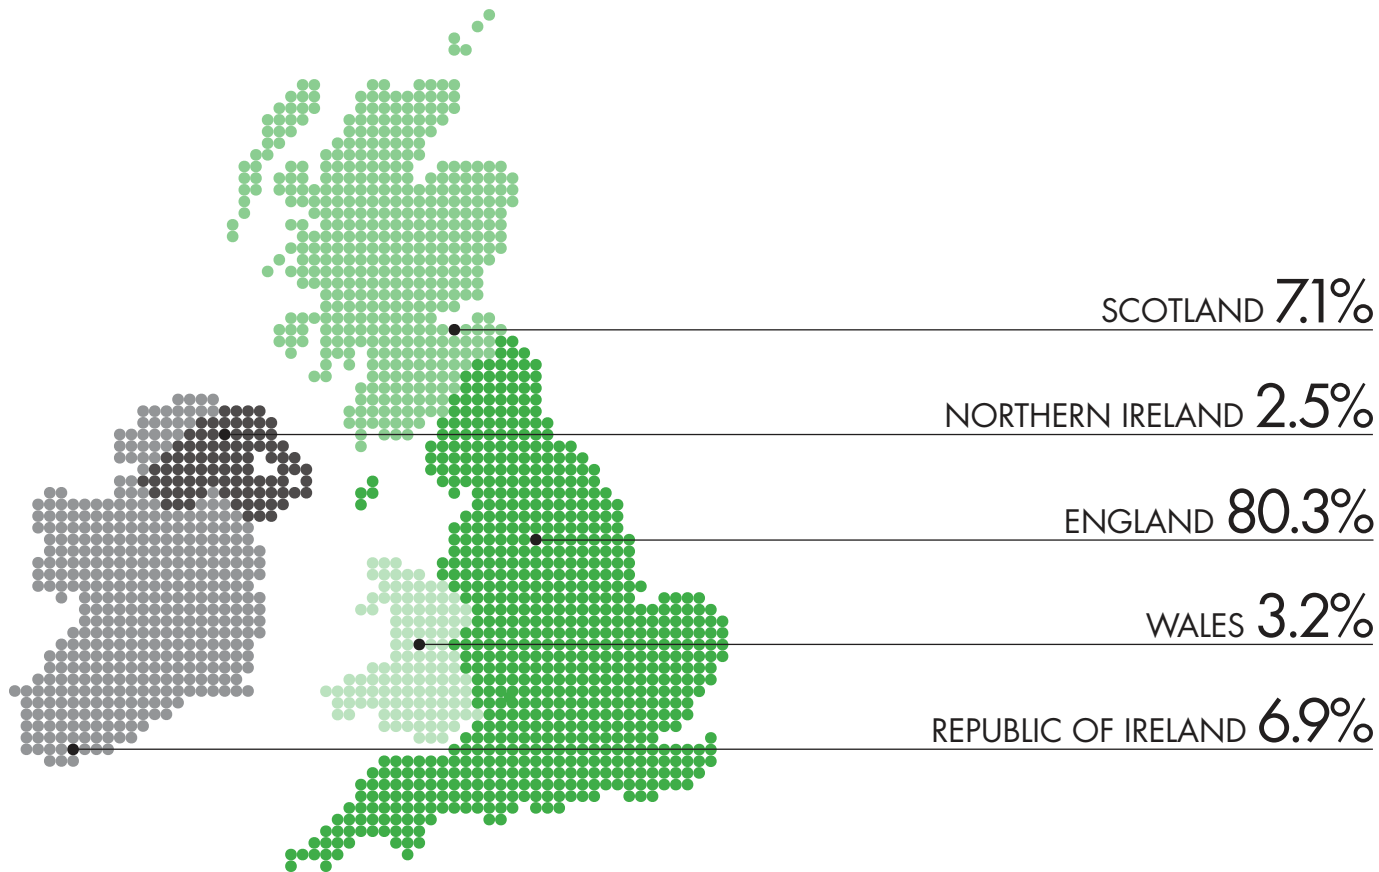 SCOTLAND 7.1%
NORTHERN IRELAND 2.5%
ENGLAND 80.3%
WALES 3.2%
REPUBLIC OF IRELAND 6.9%